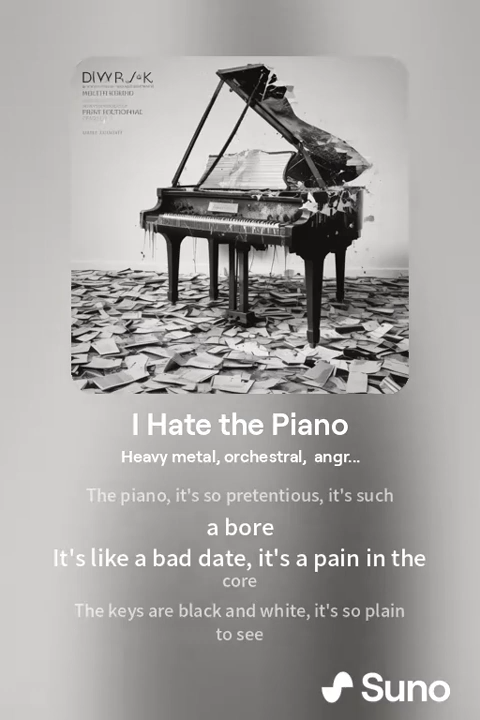 I Hate the Piano
Heavy metal, orchestral, angr...
The piano, it's so pretentious, it's such
a bore
It's like a bad date, it's a pain in the
core
The keys are black and white, it's so plain
to see
Suno